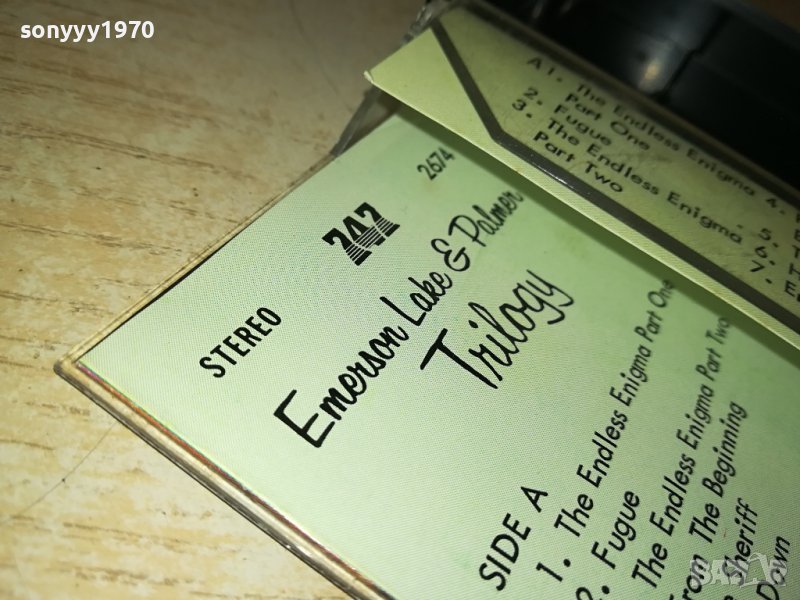 sonyyy1970
A1. The Endless Enigma
Part One
2. Fugue
3. The Endless Enigma
Part Two
4.
5.
6.
7.
2674
242
STEREO
Emerson Lake & Palmer
Trilogy
SIDE A
1. The Endless Enigma Part One
2. Fugue
The Endless Enigma Part Two
From The Beginning
Sheriff
Down